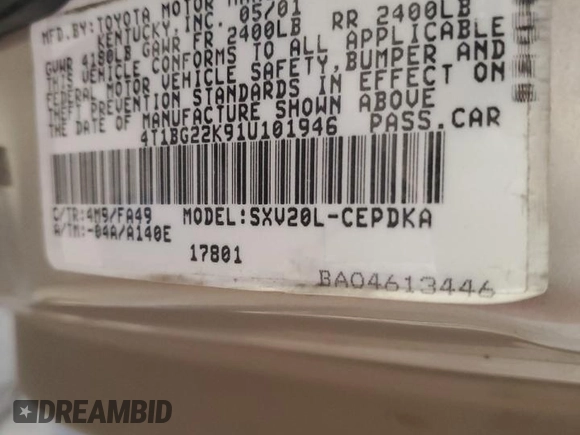 MFD.BY:TOYOTA MOTOR
KENTUCKY,INC. 05/01
GVWR 4180LB GAWR FR 2400LB RR 2400LB
THE VEHICLE CONFORMS TO ALL APPLICABLE
FEDERAL MOTOR VEHICLE SAFETY,BUMPER AND
THEFT PREVENTION STANDARDS IN EFFECT ON
THE DATE OF MANUFACTURE SHOWN ABOVE
4T1BG22K91U101946 PASS.CAR
C/TR:4M9/FA49 MODEL:SXV20L-CEPDKA
A/TM:-04A/A140E
17801
BA04613446
DREAMBID